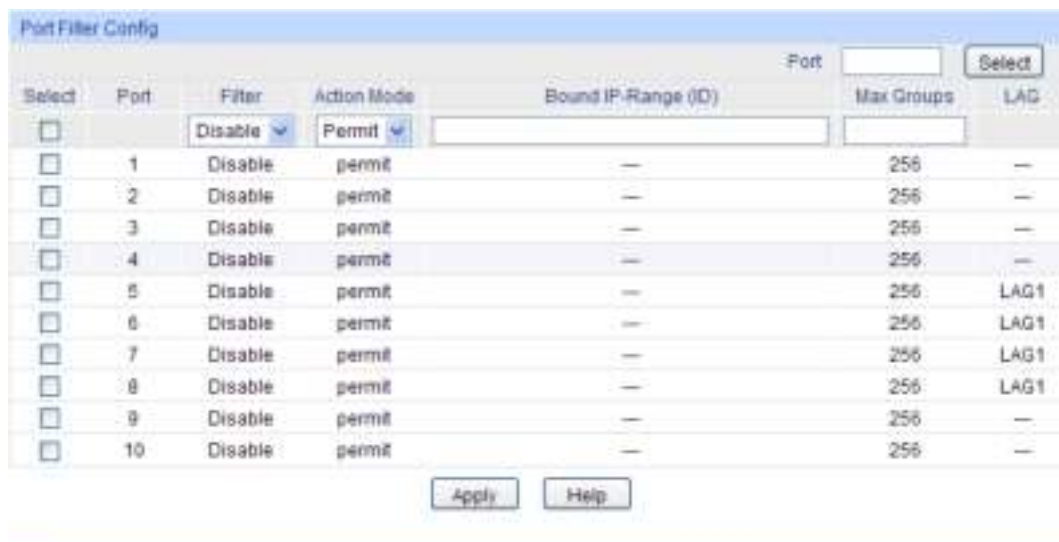 Port Filter Config
Port Select
Select Port Filter Action Mode Bound IP-Range (ID) Max Groups LAG
Disable Permit
1 Disable permit --- 256 ---
2 Disable permit --- 256 ---
3 Disable permit --- 256 ---
4 Disable permit --- 256 ---
5 Disable permit --- 256 LAG1
6 Disable permit --- 256 LAG1
7 Disable permit --- 256 LAG1
8 Disable permit --- 256 LAG1
9 Disable permit --- 256 ---
10 Disable permit --- 256 ---
Apply Help